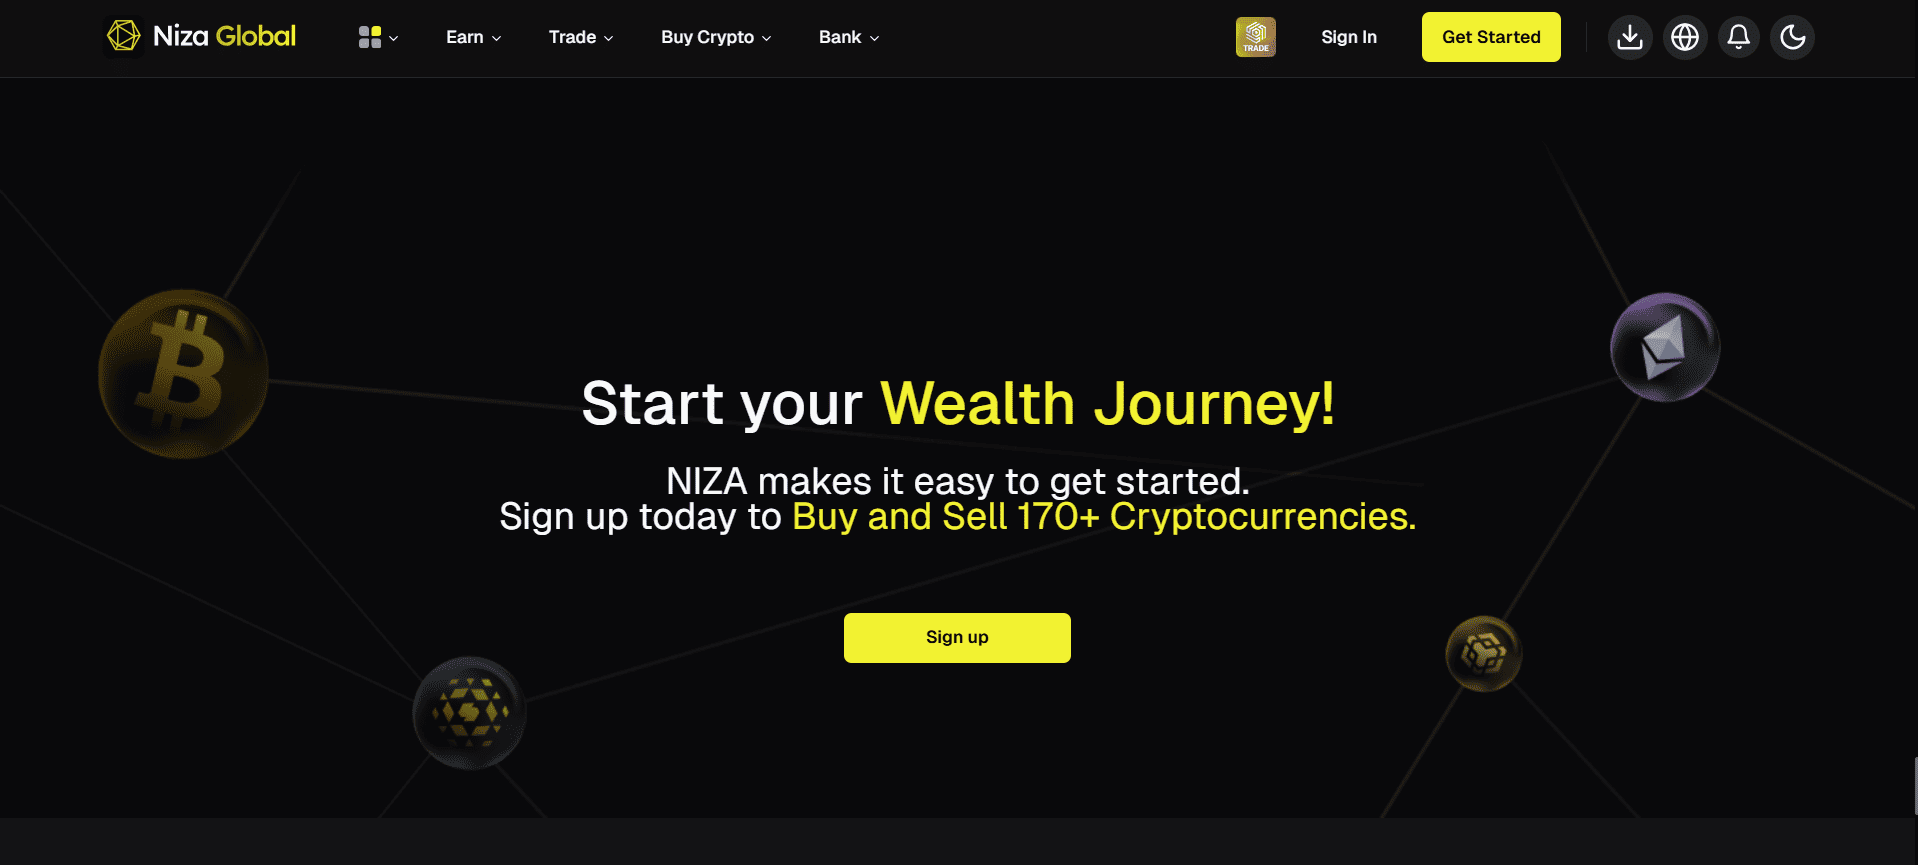 Niza Global
Earn
Trade
Buy Crypto
Bank
TRADE
Sign In
Get Started
Start your Wealth Journey!
NIZA makes it easy to get started.
Sign up today to Buy and Sell 170+ Cryptocurrencies.
Sign up